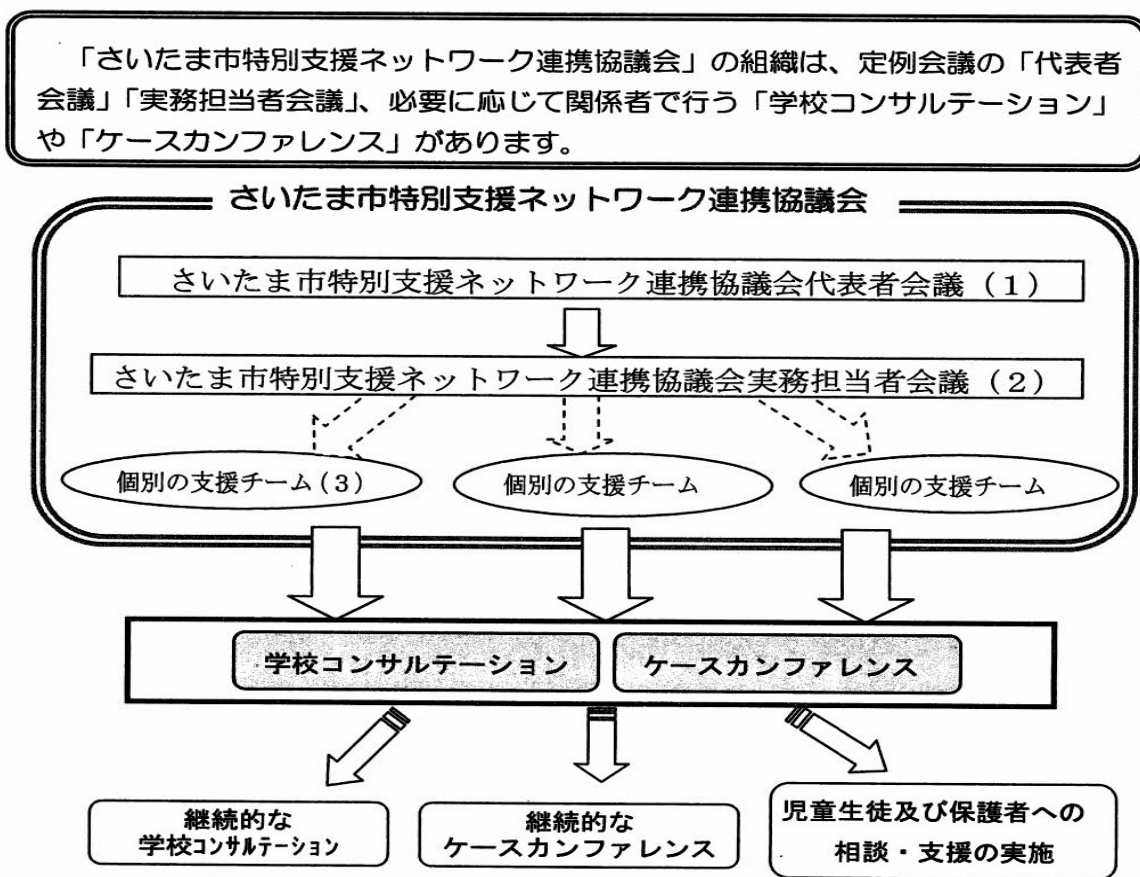 「さいたま市特別支援ネットワーク連携協議会」の組織は、定例会議の「代表者
会議」「実務担当者会議」、必要に応じて関係者で行う「学校コンサルテーション」
や「ケースカンファレンス」があります。
さいたま市特別支援ネットワーク連携協議会
さいたま市特別支援ネットワーク連携協議会代表者会議(1)
さいたま市特別支援ネットワーク連携協議会実務担当者会議(2)
個別の支援チーム(3)
個別の支援チーム
個別の支援チーム
学校コンサルテーション
ケースカンファレンス
継続的な
学校コンサルテーション
継続的な
ケースカンファレンス
児童生徒及び保護者への
相談・支援の実施